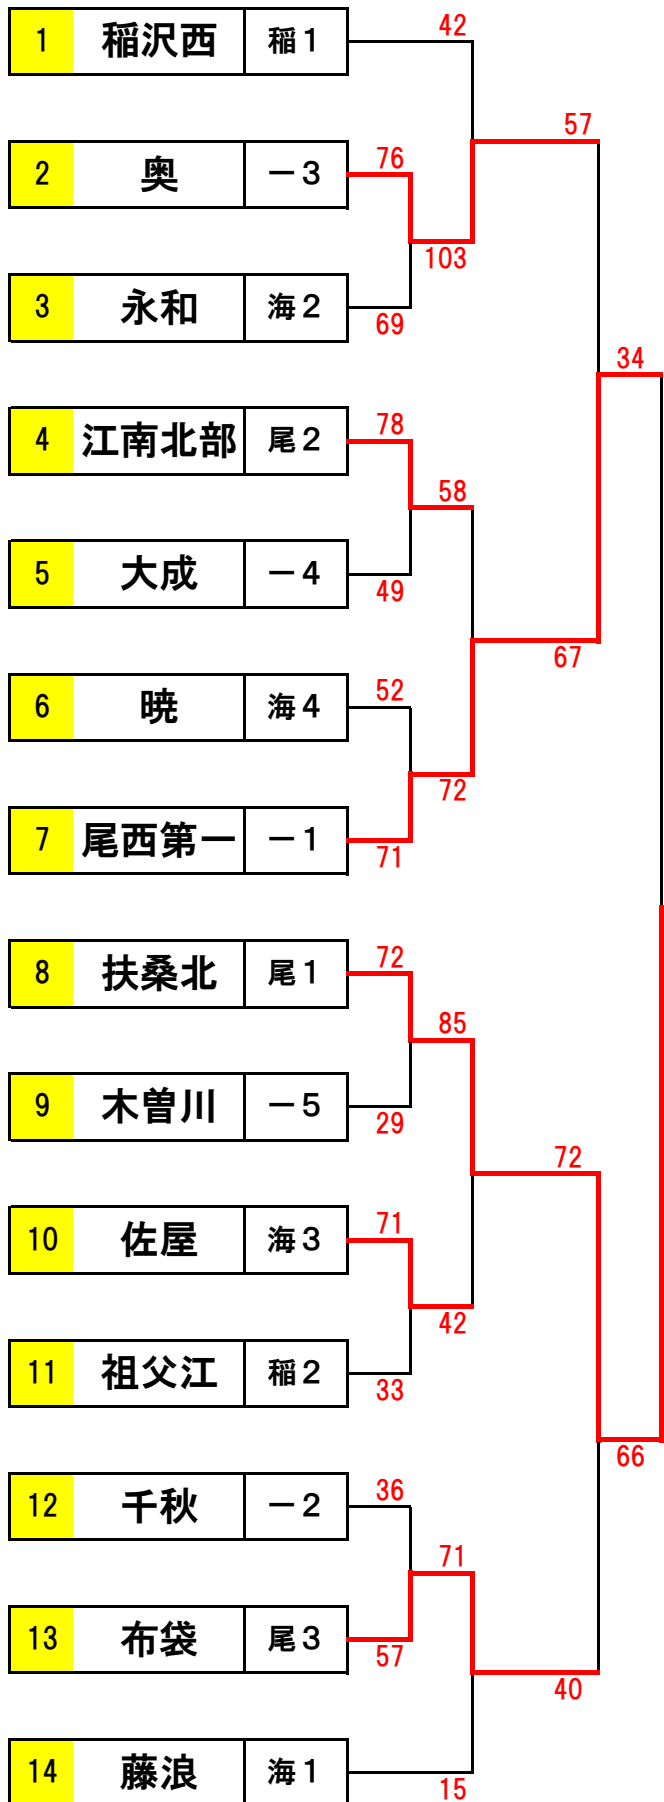 42
1 稲沢西 稲1
57
76
2 奥 一3
103
3 永和 海2
69
34
78
4 江南北部 尾2
58
5 大成 一4
49
67
52
6 暁 海4
72
7 尾西第一 一1
71
72
8 扶桑北 尾1
85
9 木曽川 一5
29
72
71
10 佐屋 海3
42
11 祖父江 稲2
33
66
36
12 千秋 一2
71
13 布袋 尾3
57
40
14 藤浪 海1
15